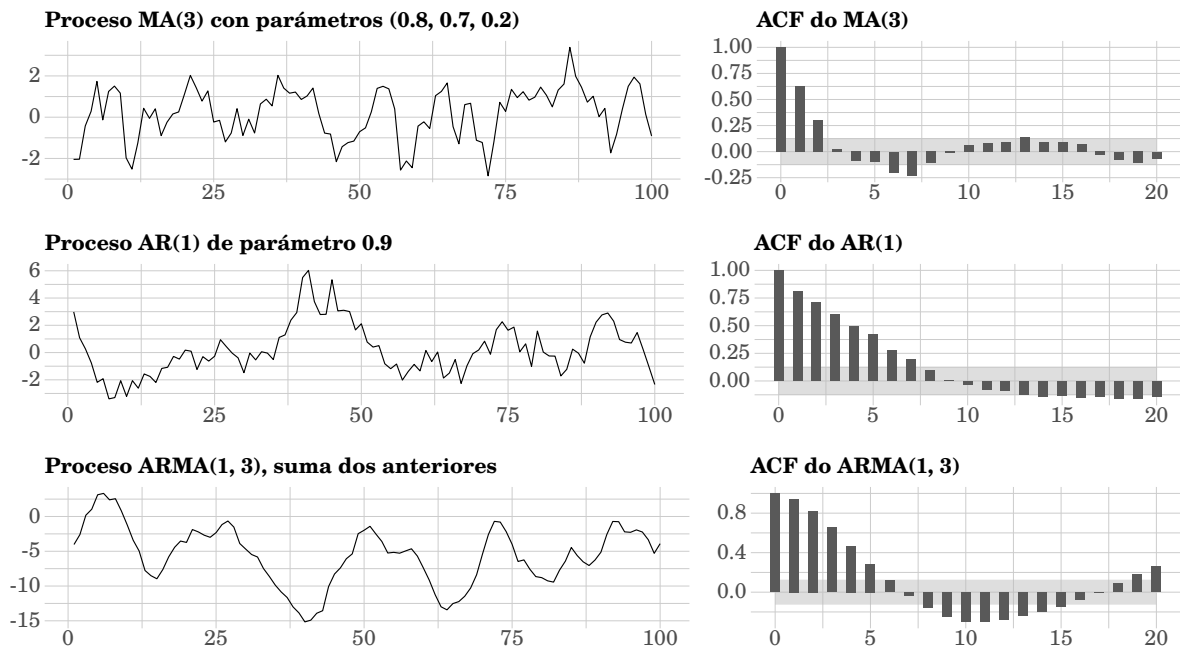 Proceso MA(3) con parámetros (0.8, 0.7, 0.2)
2
0
-2
0 25 50 75 100
ACF do MA(3)
1.00
0.75
0.50
0.25
0.00
-0.25
0 5 10 15 20
Proceso AR(1) de parámetro 0.9
6
4
2
0
-2
0 25 50 75 100
ACF do AR(1)
1.00
0.75
0.50
0.25
0.00
0 5 10 15 20
Proceso ARMA(1, 3), suma dos anteriores
0
-5
-10
-15
0 25 50 75 100
ACF do ARMA(1, 3)
0.8
0.4
0.0
0 5 10 15 20